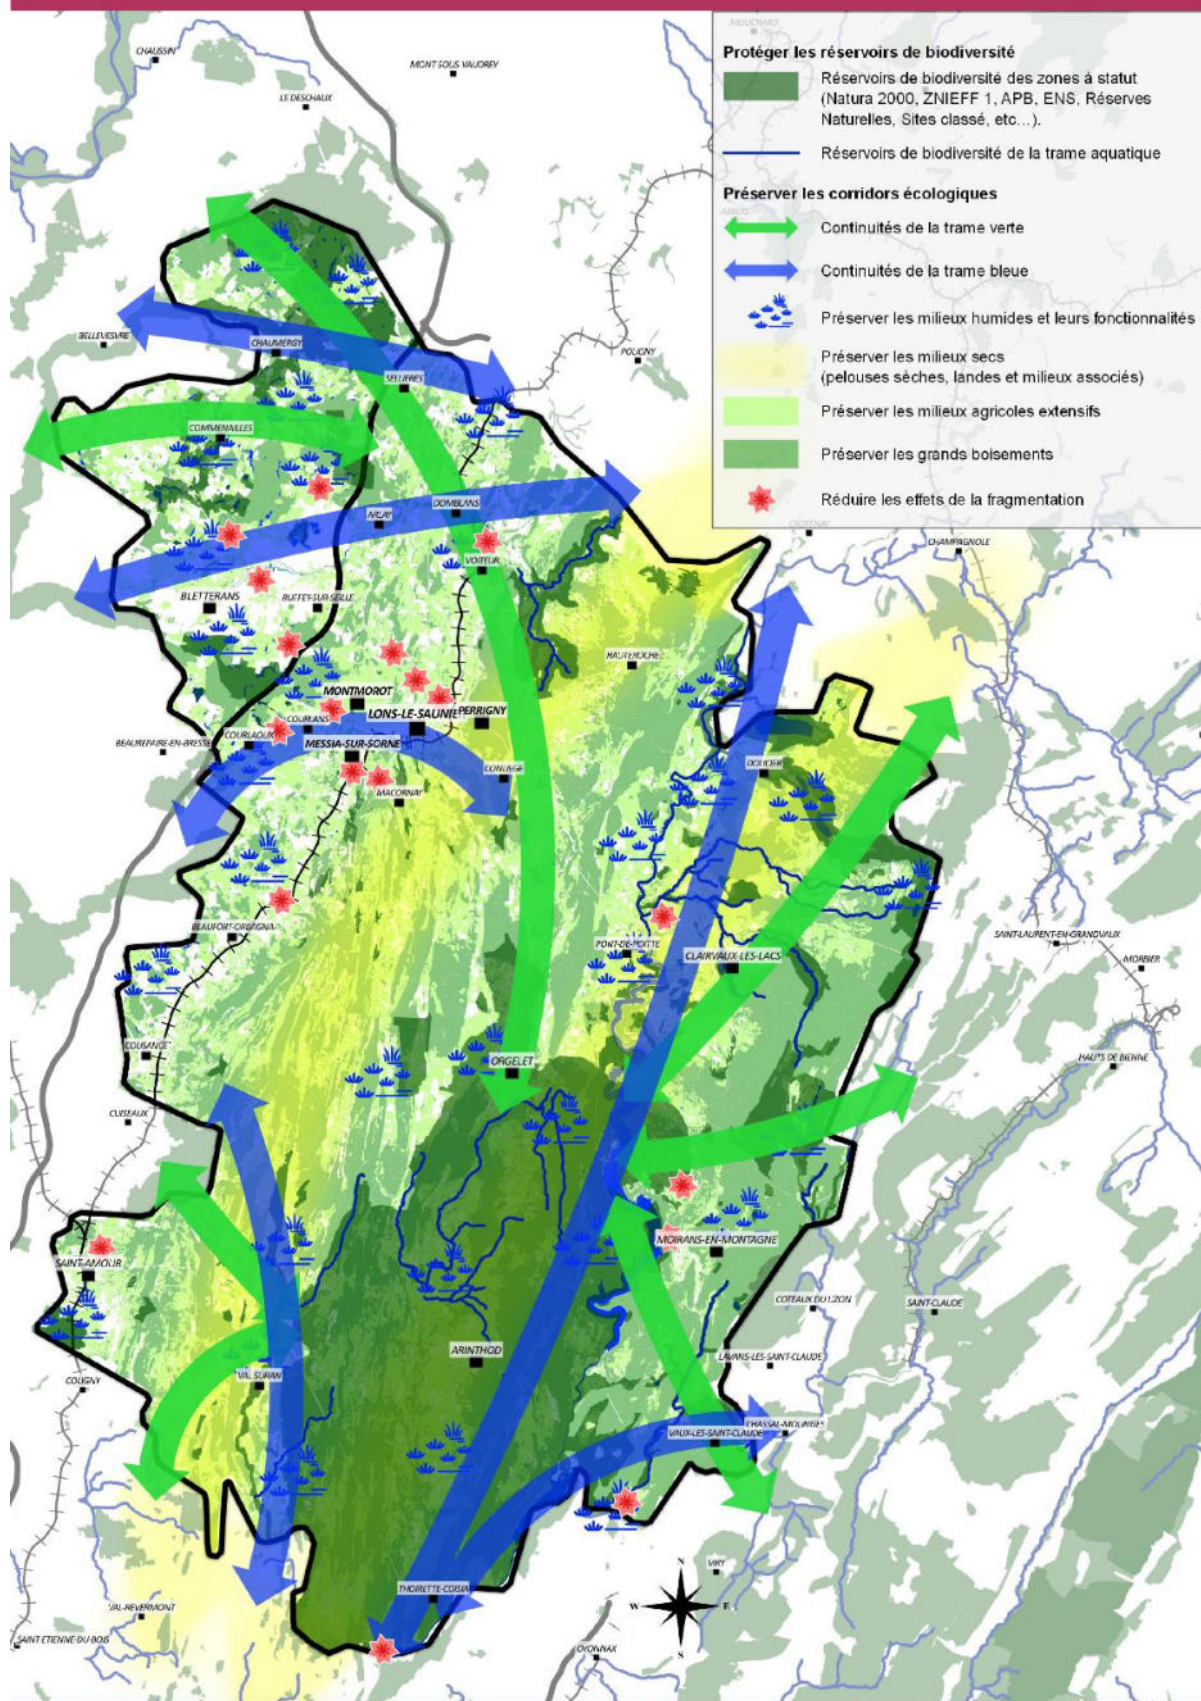 MOUCHARD
CHAUSSIN
MONT SOUS VAUDREY
LE DESCHAUX
Protéger les réservoirs de biodiversité
Réservoirs de biodiversité des zones à statut
(Natura 2000, ZNIEFF 1, APB, ENS, Réserves
Naturelles, Sites classé, etc...).
Réservoirs de biodiversité de la trame aquatique
Préserver les corridors écologiques
ARBOIS
Continuités de la trame verte
Continuités de la trame bleue
Préserver les milieux humides et leurs fonctionnalités
Préserver les milieux secs
(pelouses sèches, landes et milieux associés)
Préserver les milieux agricoles extensifs
Préserver les grands boisements
Réduire les effets de la fragmentation
BELLEVESVRE
CHAUMERGY
POLIGNY
SELLIERES
COMMENAILLES
DOMBLANS
ARLAY
CHAMPAGNOLE
VOITEUR
BLETTERANS
RUFFEY-SUR-SEILLE
HAUTEROCHE
MONTMOROT
LONS-LE-SAUNIE
PERRIGNY
COURLANS
COURLAOUX
BEAUREPAIRE-EN-BRESSE
MESSIA-SUR-SORNE
CONLIEGE
DOUCIER
MACORNAY
BEAUFORT-ORBAGNA
PONT-DE-POITTE
CLAIRVAUX-LES-LACS
SAINT-LAURENT-EN-GRANDVAUX
MORBIER
COUSANCE
ORGELET
HAUTS DE BIENNE
CUISEAUX
MOIRANS-EN-MONTAGNE
SAINT-AMOUR
COTEAUX DU LIZON
SAINT-CLAUDE
ARINTHOD
LAVANS-LES-SAINT-CLAUDE
COLIGNY
VAL SURAN
CHASSAL-MOLINGES
VAUX-LES-SAINT-CLAUDE
N
VIRY
THOIRETTE-COISIA
W
E
VAL-REVERMONT
SAINT ETIENNE-DU-BOIS
OYONNAX
S